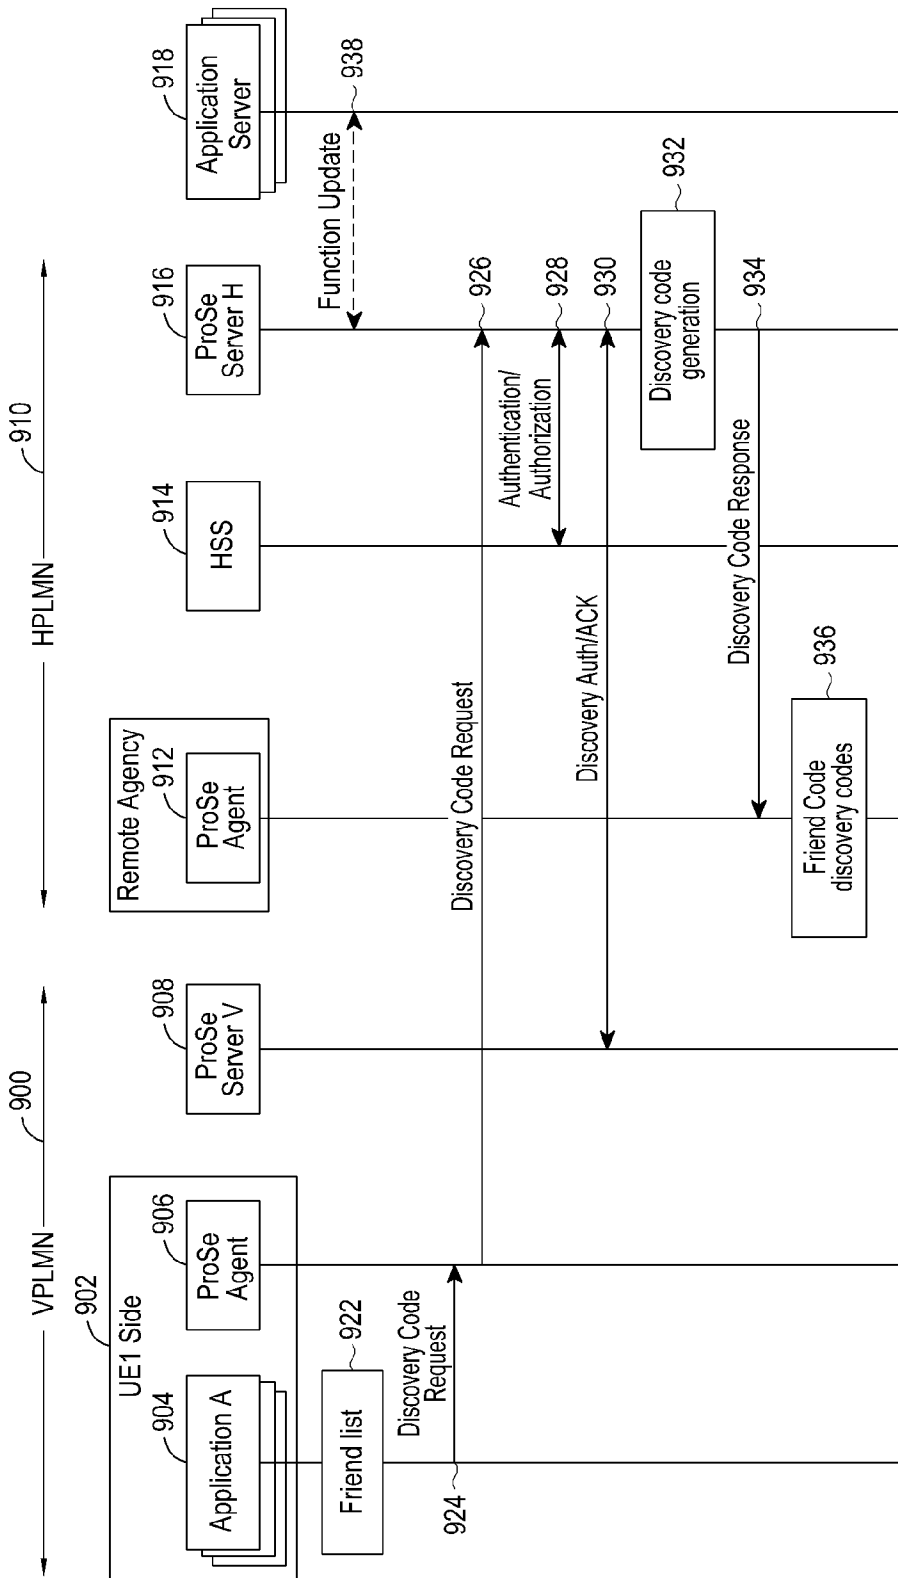 VPLMN
900
HPLMN
910
902
UE1 Side
904
Application A
906
ProSe
Agent
908
ProSe
Server V
Remote Agency
912
ProSe
Agent
914
HSS
916
ProSe
Server H
918
Application
Server
922
Friend list
Function Update
938
924
Discovery Code
Request
Discovery Code Request
926
Authentication/
Authorization
928
Discovery Auth/ACK
930
932
Discovery code
generation
Discovery Code Response
934
936
Friend Code
discovery codes